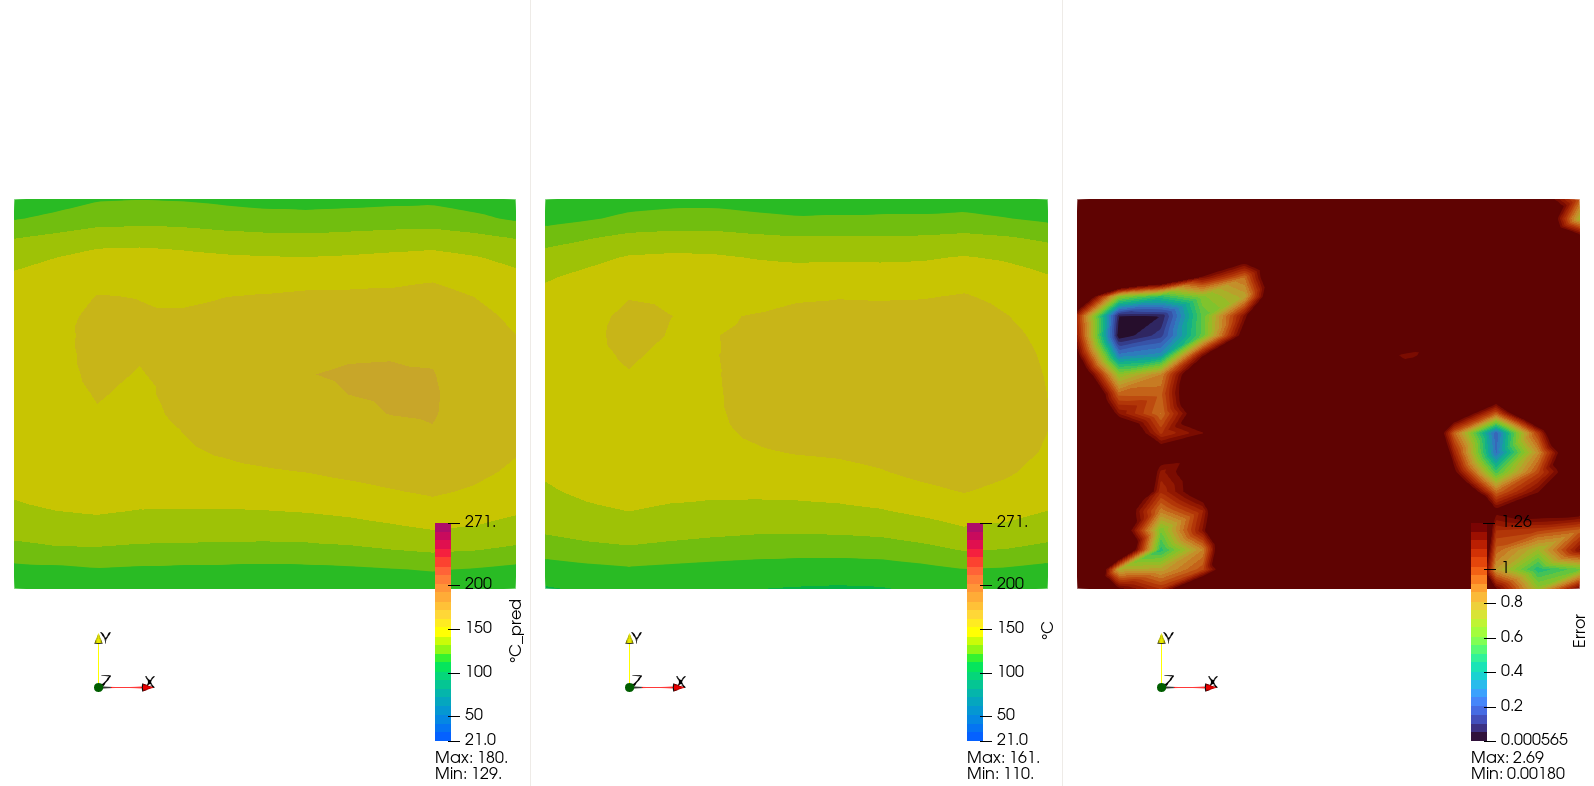 271.
200
150
100
50
21.0
°C_pred
Max: 180.
Min: 129.
Y
Z
X
271.
200
150
100
50
21.0
°C
Max: 161.
Min: 110.
Y
Z
X
1.26
1
0.8
0.6
0.4
0.2
0.000565
Error
Max: 2.69
Min: 0.00180
Y
Z
X